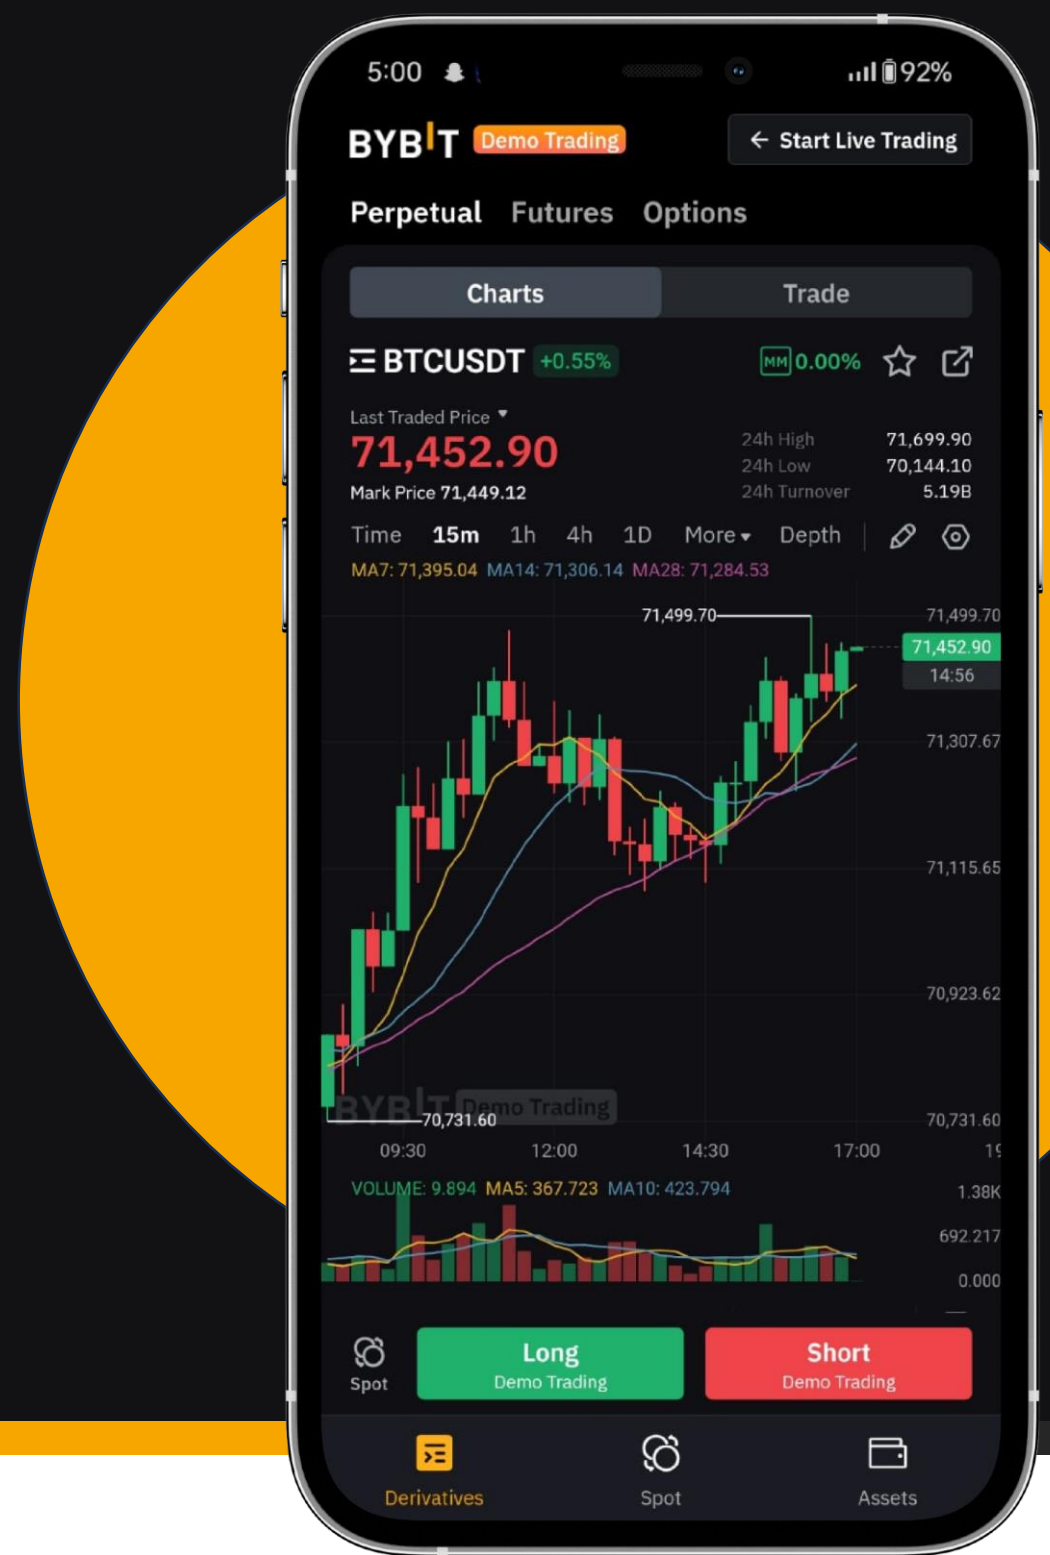 5:00 92%
BYBIT Demo Trading ← Start Live Trading
Perpetual Futures Options
Charts Trade
BTCUSDT +0.55% MM 0.00%
Last Traded Price
71,452.90
Mark Price 71,449.12
24h High 71,699.90
24h Low 70,144.10
24h Turnover 5.19B
Time 15m 1h 4h 1D More Depth
MA7: 71,395.04 MA14: 71,306.14 MA28: 71,284.53
71,499.70 71,499.70
71,452.90
14:56
71,307.67
71,115.65
70,923.62
BYBIT Demo Trading
70,731.60 70,731.60
09:30 12:00 14:30 17:00 19
VOLUME: 9.894 MA5: 367.723 MA10: 423.794
1.38K
692.217
0.000
Spot
Long
Demo Trading
Short
Demo Trading
Derivatives Spot Assets